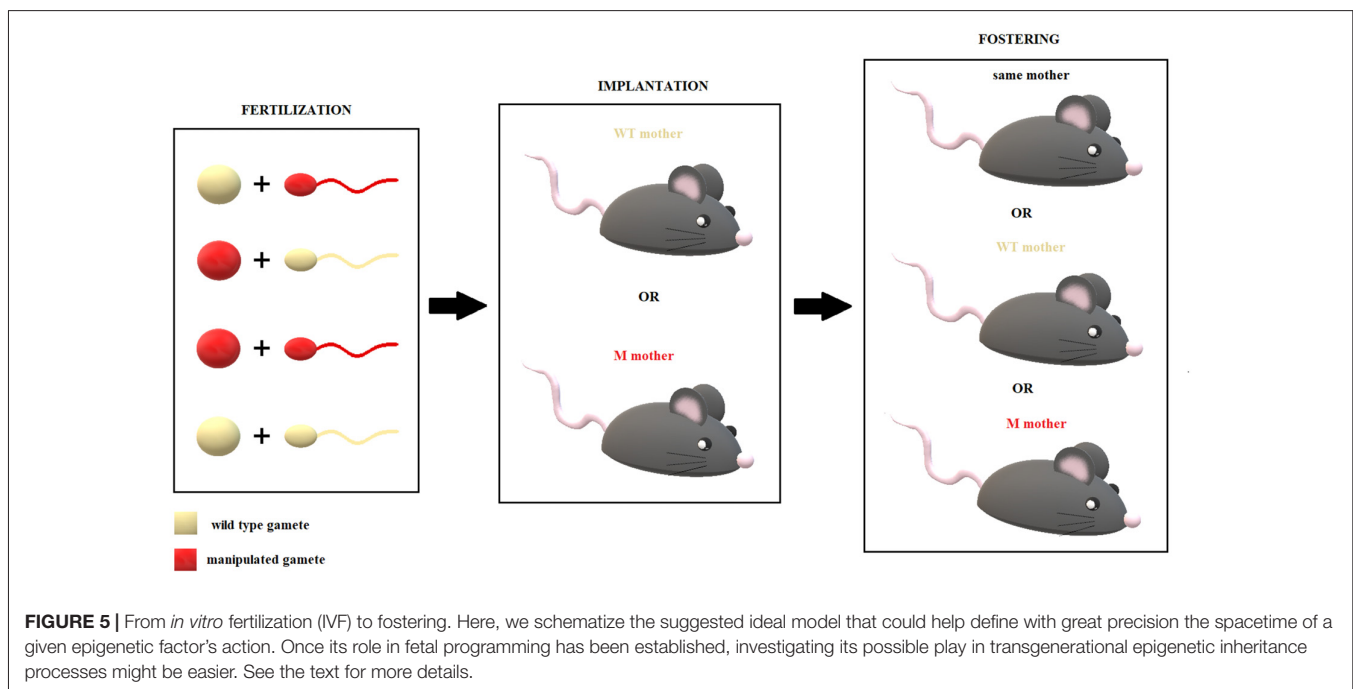 FERTILIZATION
+
+
+
+
wild type gamete
manipulated gamete
IMPLANTATION
WT mother
OR
M mother
FOSTERING
same mother
OR
WT mother
OR
M mother
FIGURE 5 | From in vitro fertilization (IVF) to fostering. Here, we schematize the suggested ideal model that could help define with great precision the spacetime of a
given epigenetic factor's action. Once its role in fetal programming has been established, investigating its possible play in transgenerational epigenetic inheritance
processes might be easier. See the text for more details.